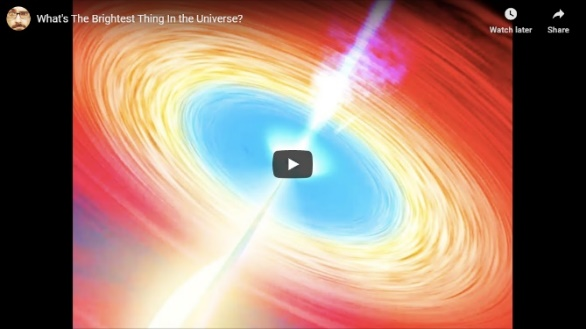 What's The Brightest Thing In the Universe?
Watch later
Share